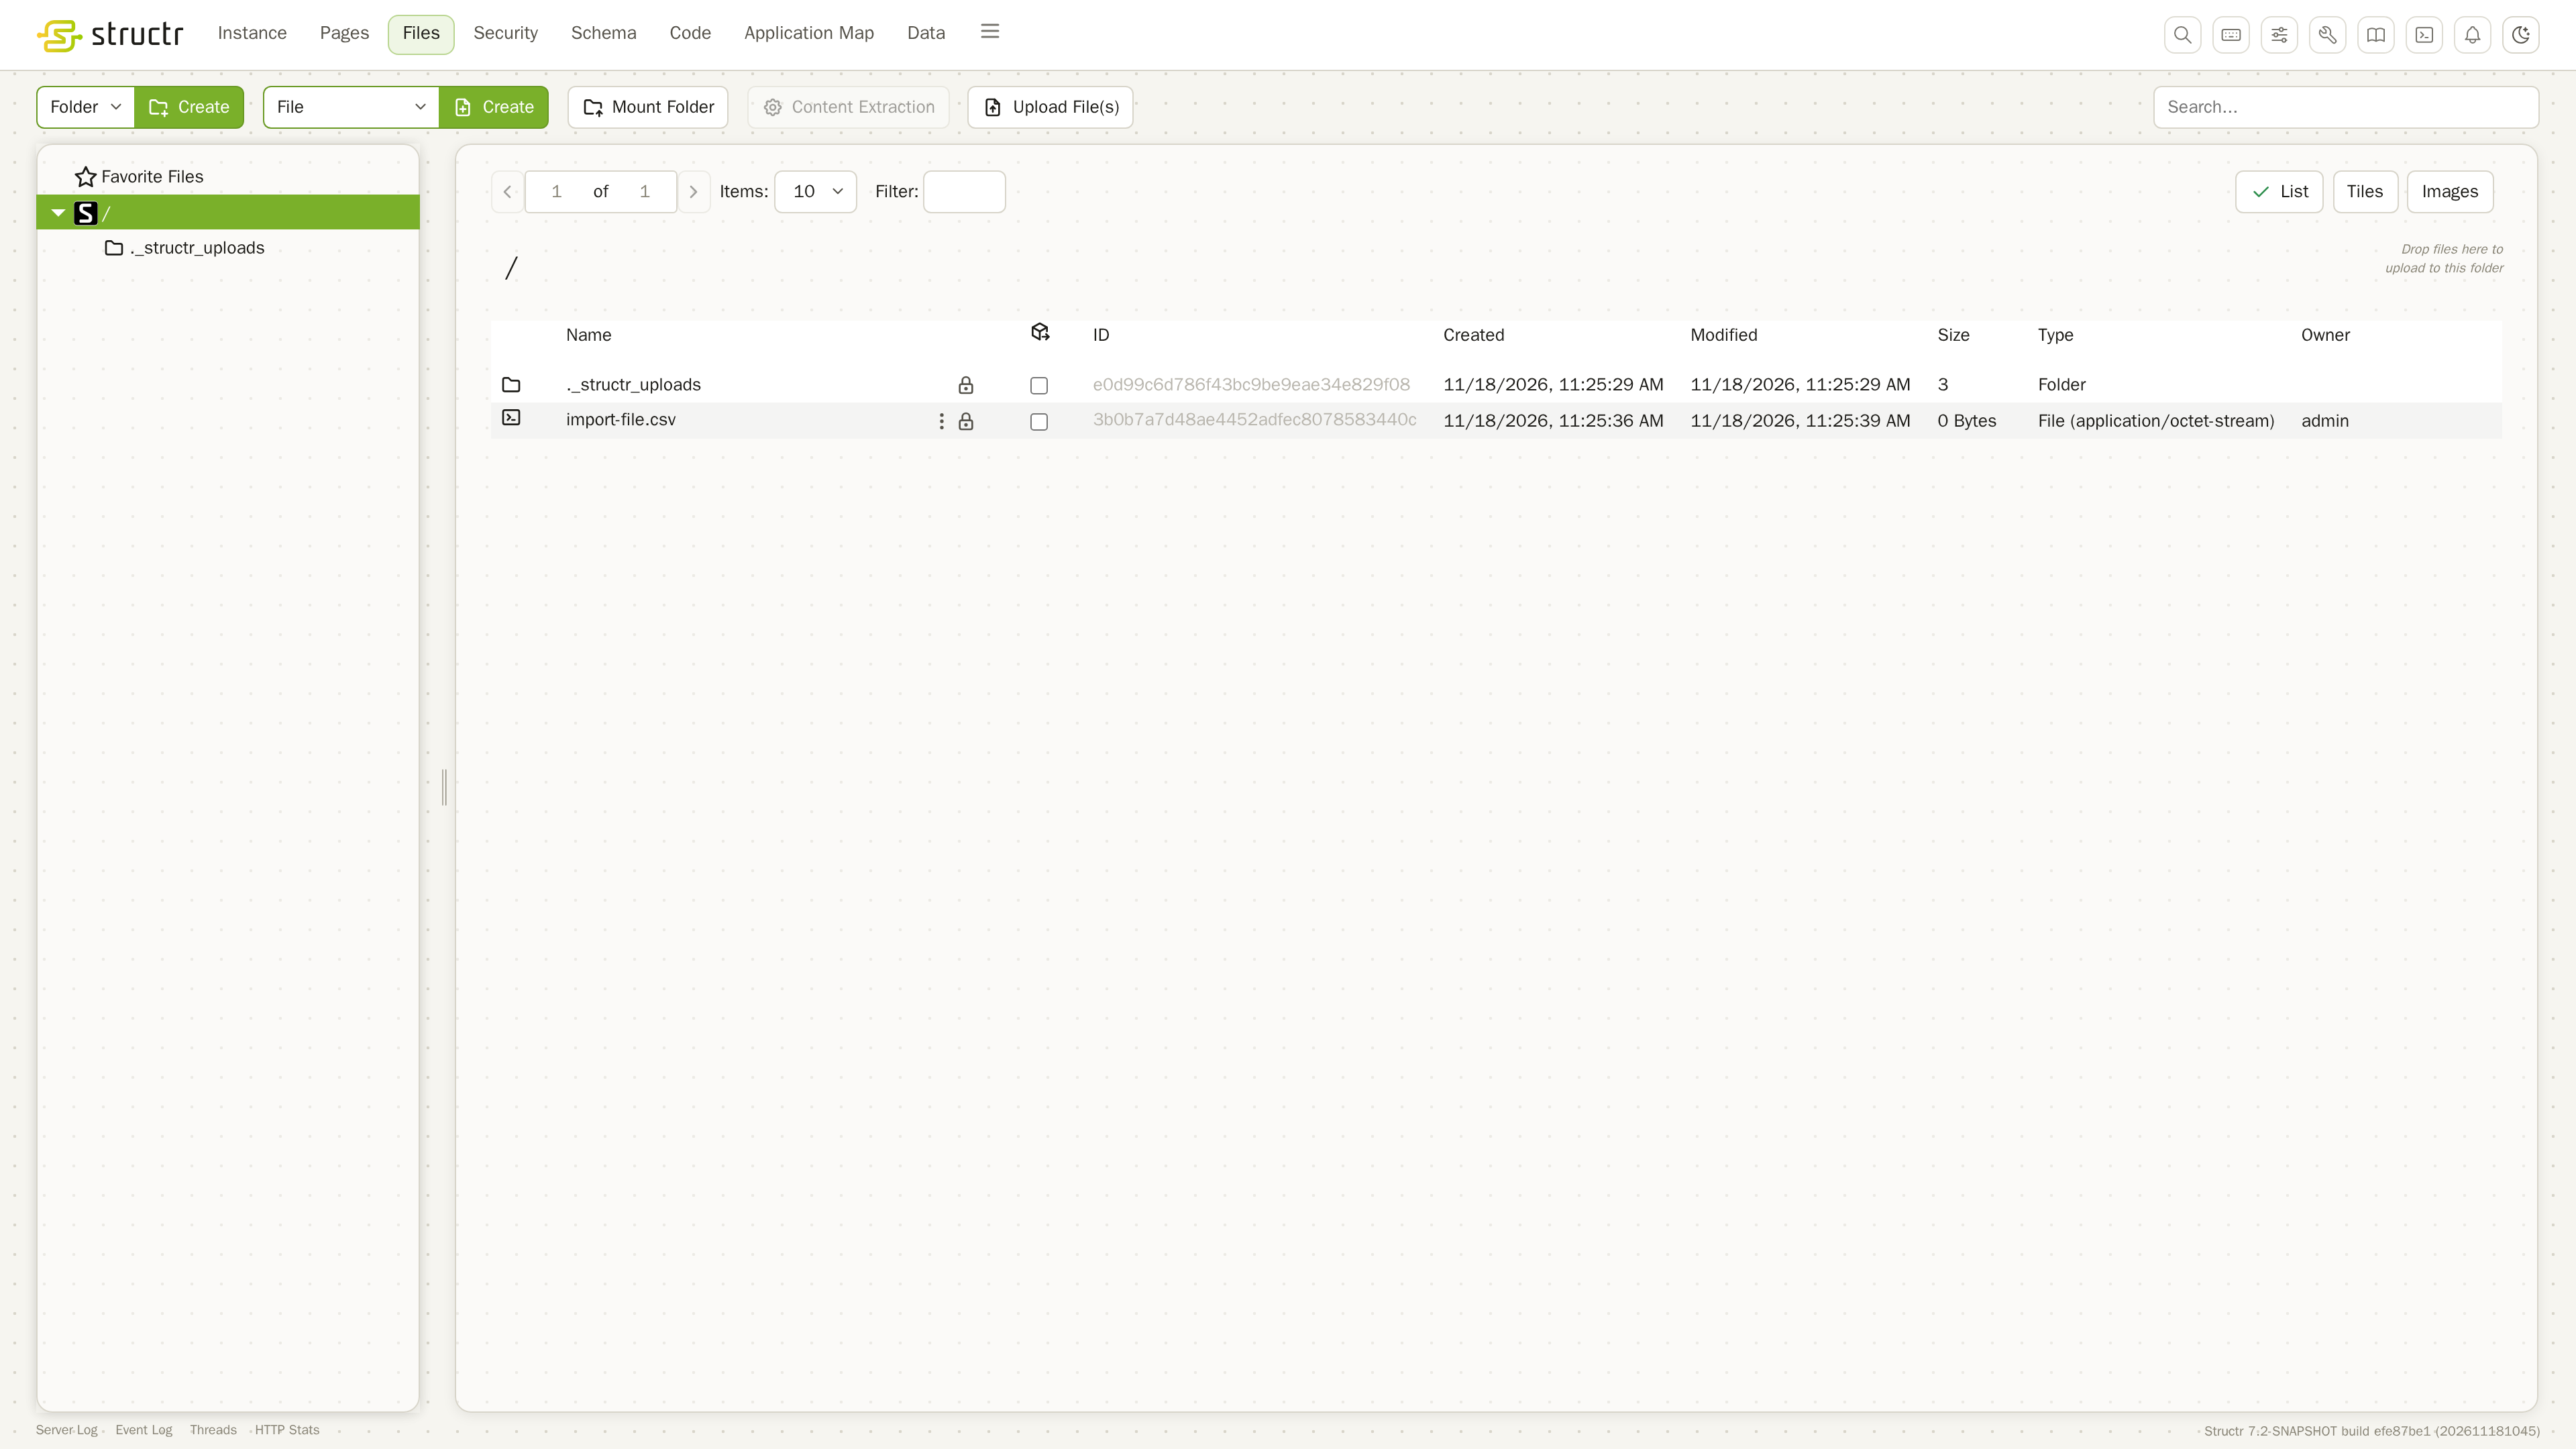 structr Instance Pages Files Security Schema Code Application Map Data
Folder Create File Create Mount Folder Content Extraction Upload File(s) Search...
Favorite Files
/
._structr_uploads
1 of 1 Items: 10 Filter: List Tiles Images
/
Drop files here to
upload to this folder
Name ID Created Modified Size Type Owner
._structr_uploads e0d99c6d786f43bc9be9eae34e829f08 11/18/2026, 11:25:29 AM 11/18/2026, 11:25:29 AM 3 Folder
import-file.csv 3b0b7a7d48ae4452adfec8078583440c 11/18/2026, 11:25:36 AM 11/18/2026, 11:25:39 AM 0 Bytes File (application/octet-stream) admin
Server Log Event Log Threads HTTP Stats Structr 7.2-SNAPSHOT build efe87be1 (202611181045)